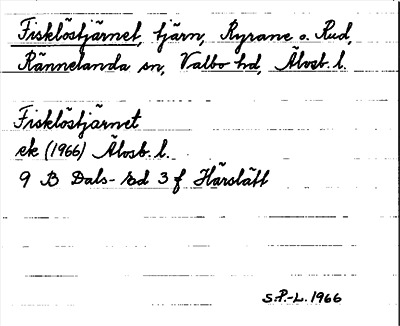 Fisklöstjärnet, tjärn, Ryrane o. Rud,
Rännelanda sn, Valbo hd, Älvsb. l.
Fisklöstjärnet
ek (1966) Älvsb. l.
9 B Dals-Ed 3 f Härslätt
S.P.-L. 1966